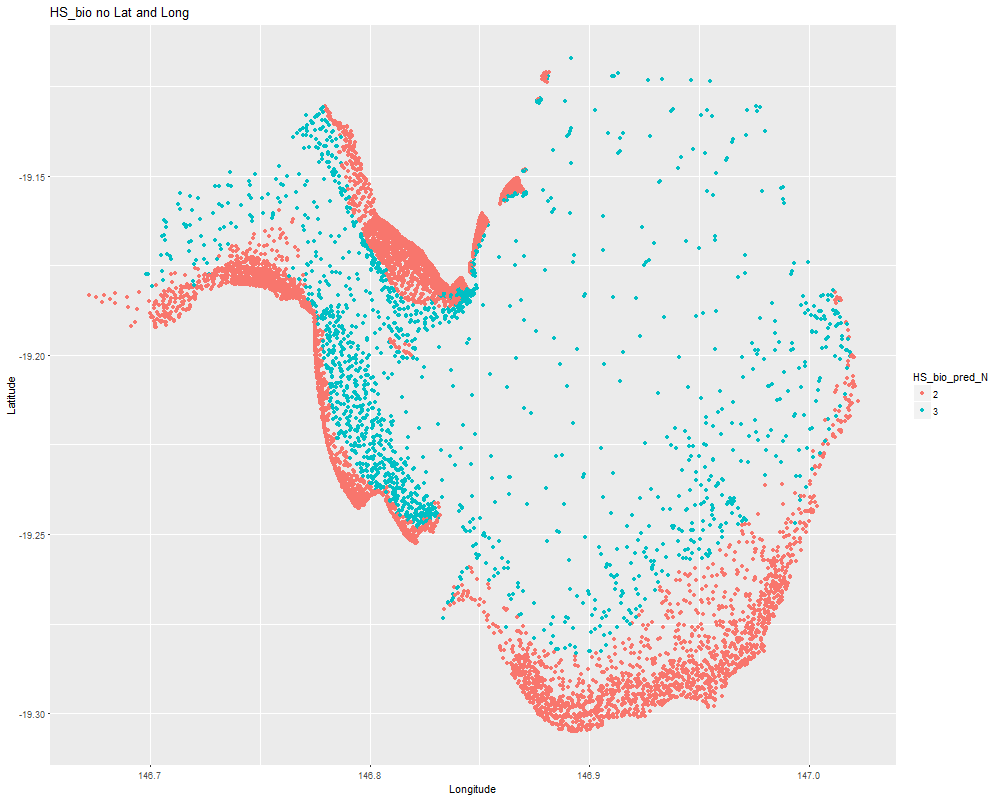 HS_bio no Lat and Long
-19.15
-19.20
-19.25
-19.30
Latitude
146.7
146.8
146.9
147.0
Longitude
HS_bio_pred_N
2
3